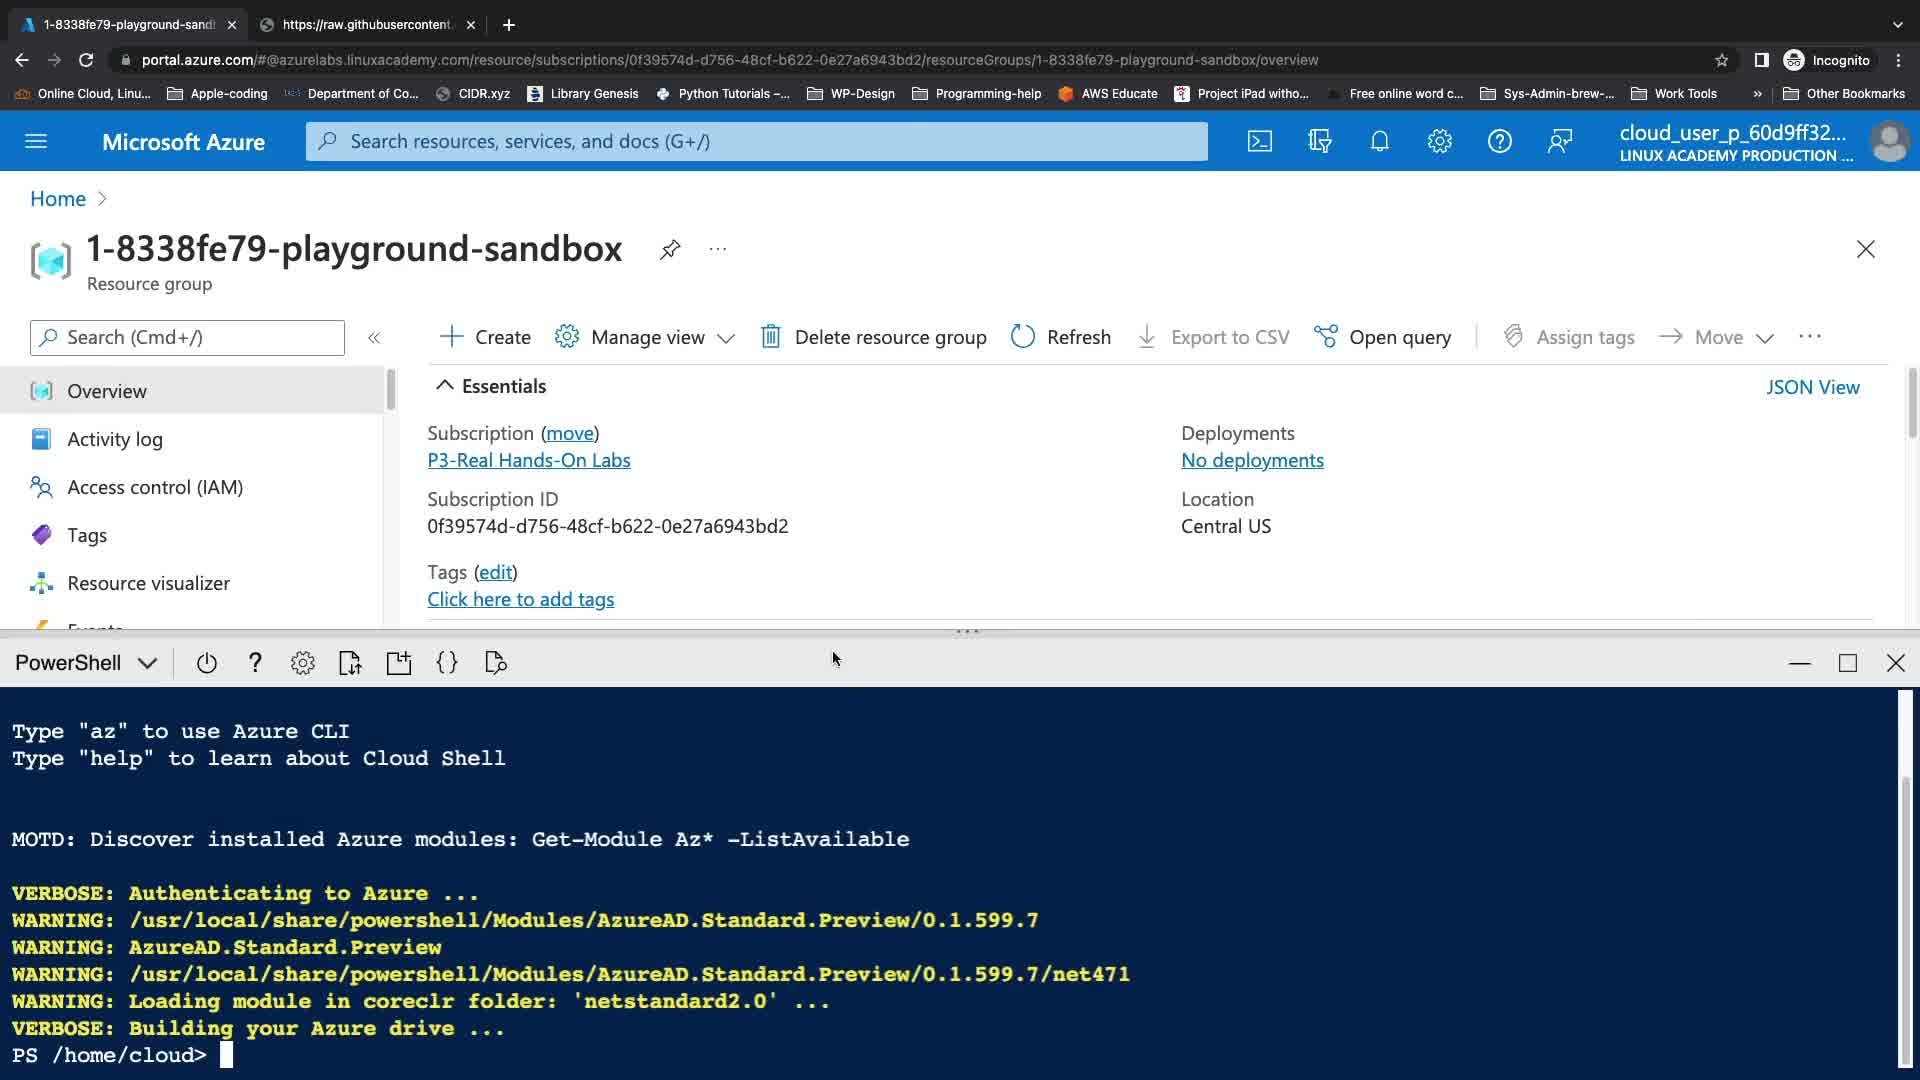 1-8338fe79-playground-sand
https://raw.githubusercontent.
portal.azure.com/#@azurelabs.linuxacademy.com/resource/subscriptions/0f39574d-d756-48cf-b622-0e27a6943bd2/resourceGroups/1-8338fe79-playground-sandbox/overview
Incognito
Online Cloud, Linu...
Apple-coding
Department of Co...
CIDR.xyz
Library Genesis
Python Tutorials –...
WP-Design
Programming-help
AWS Educate
Project iPad witho...
Free online word c...
Sys-Admin-brew-...
Work Tools
»
Other Bookmarks
Microsoft Azure
Search resources, services, and docs (G+/)
cloud_user_p_60d9ff32...
LINUX ACADEMY PRODUCTION ...
Home
1-8338fe79-playground-sandbox
...
Resource group
Search (Cmd+/)
«
Create
Manage view
Delete resource group
Refresh
Export to CSV
Open query
Assign tags
Move
...
Overview
Activity log
Access control (IAM)
Tags
Resource visualizer
Events
Essentials
JSON View
Subscription (move)
P3-Real Hands-On Labs
Subscription ID
0f39574d-d756-48cf-b622-0e27a6943bd2
Tags (edit)
Click here to add tags
Deployments
No deployments
Location
Central US
PowerShell
?
{}
Type "az" to use Azure CLI
Type "help" to learn about Cloud Shell
MOTD: Discover installed Azure modules: Get-Module Az* -ListAvailable
VERBOSE: Authenticating to Azure ...
WARNING: /usr/local/share/powershell/Modules/AzureAD.Standard.Preview/0.1.599.7
WARNING: AzureAD.Standard.Preview
WARNING: /usr/local/share/powershell/Modules/AzureAD.Standard.Preview/0.1.599.7/net471
WARNING: Loading module in coreclr folder: 'netstandard2.0' ...
VERBOSE: Building your Azure drive ...
PS /home/cloud>